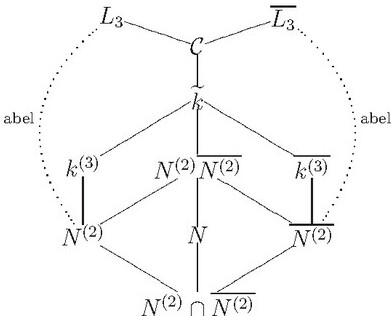 $L_3$ $\overline{L_3}$
$\mathcal{C}$
$\widetilde{k}$
abel abel
$k^{(3)}$ $N^{(2)}\overline{N^{(2)}}$ $\overline{k^{(3)}}$
$N^{(2)}$ $N$ $\overline{N^{(2)}}$
$N^{(2)} \cap \overline{N^{(2)}}$